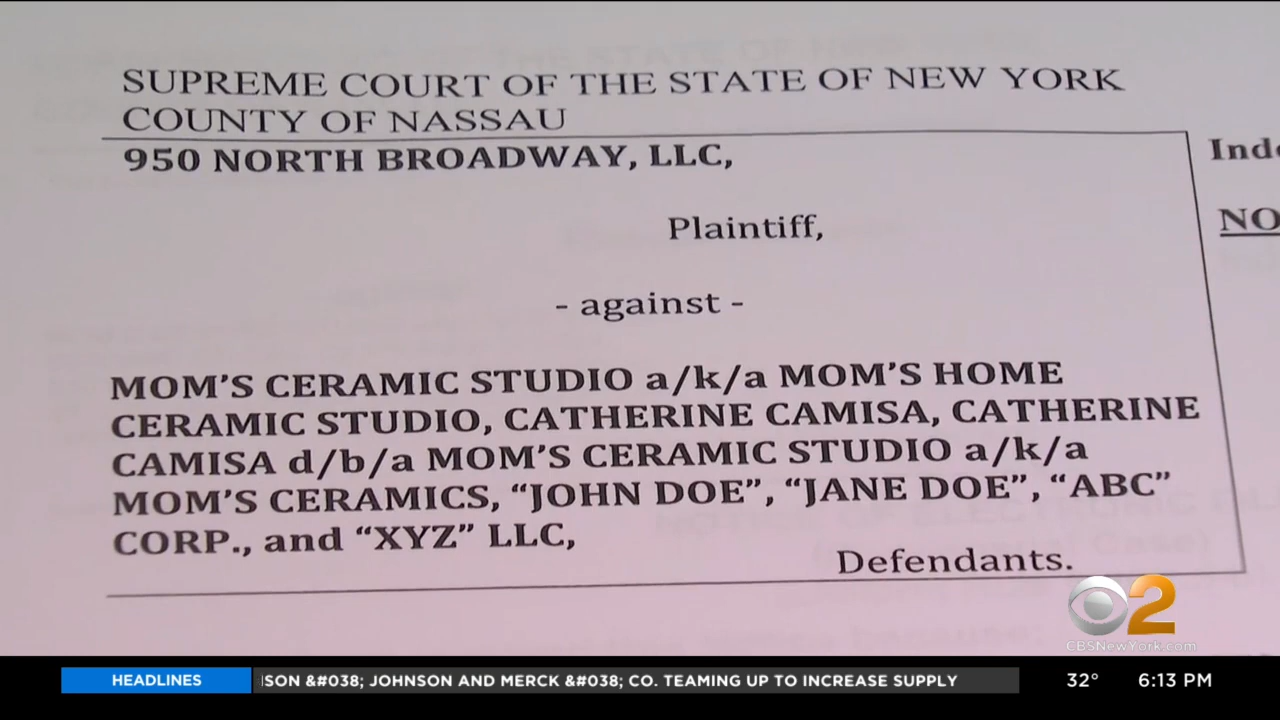 SUPREME COURT OF THE STATE OF NEW YORK
COUNTY OF NASSAU
950 NORTH BROADWAY, LLC,
Plaintiff,
- against -
MOM'S CERAMIC STUDIO a/k/a MOM'S HOME
CERAMIC STUDIO, CATHERINE CAMISA, CATHERINE
CAMISA d/b/a MOM'S CERAMIC STUDIO a/k/a
MOM'S CERAMICS, “JOHN DOE”, “JANE DOE”, “ABC”
CORP., and “XYZ” LLC,
Defendants.
NO
2
CBSNewYork.com
HEADLINES
ISON &#038; JOHNSON AND MERCK &#038; CO. TEAMING UP TO INCREASE SUPPLY
32° 6:13 PM